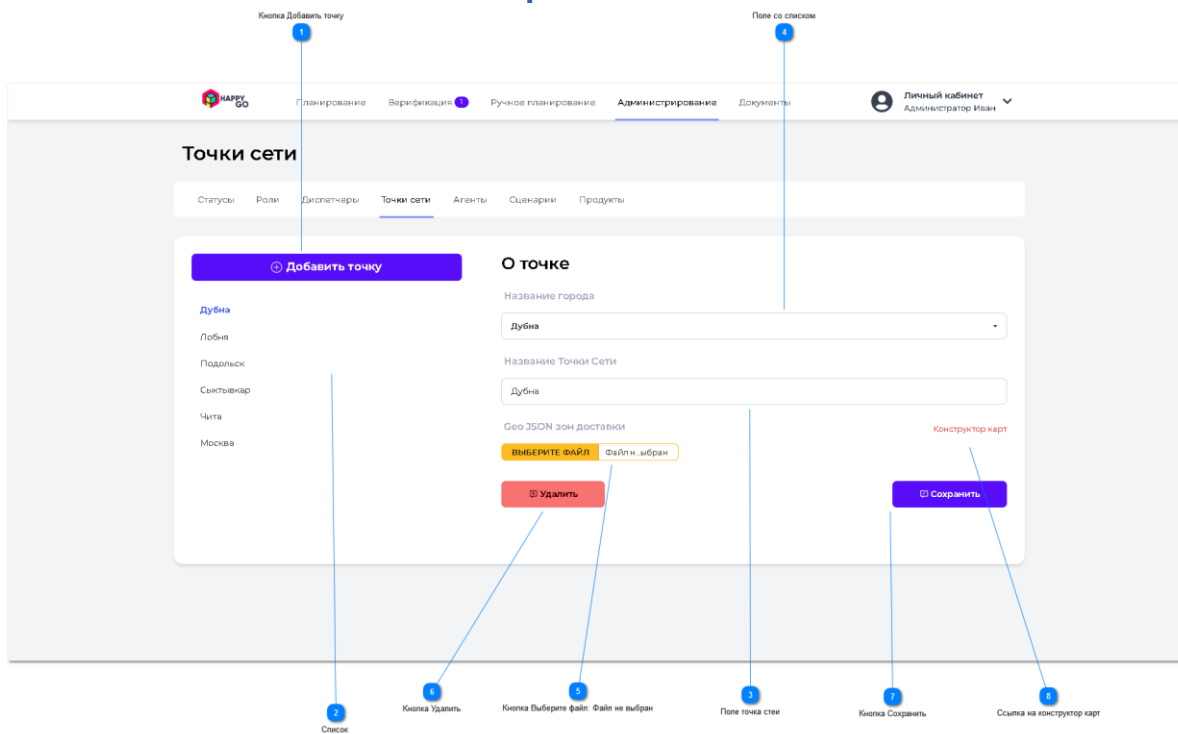 Кнопка Добавить точку
Поле со списком
1
4
HAPPY GO
Планирование Верификация 1 Ручное планирование Администрирование Документы
Личный кабинет
Администратор Иван
Точки сети
Статусы Роли Диспетчеры Точки сети Агенты Сценарии Продукты
Добавить точку
Дубна
Лобня
Подольск
Сыктывкар
Чита
Москва
О точке
Название города
Дубна
Название Точки Сети
Дубна
Geo JSON зон доставки
Конструктор карт
ВЫБЕРИТЕ ФАЙЛ Файл н...ыбран
Удалить
Сохранить
2
Список
6
Кнопка Удалить
5
Кнопка Выберите файл: Файл не выбран
3
Поле точка стеи
7
Кнопка Сохранить
8
Ссылка на конструктор карт